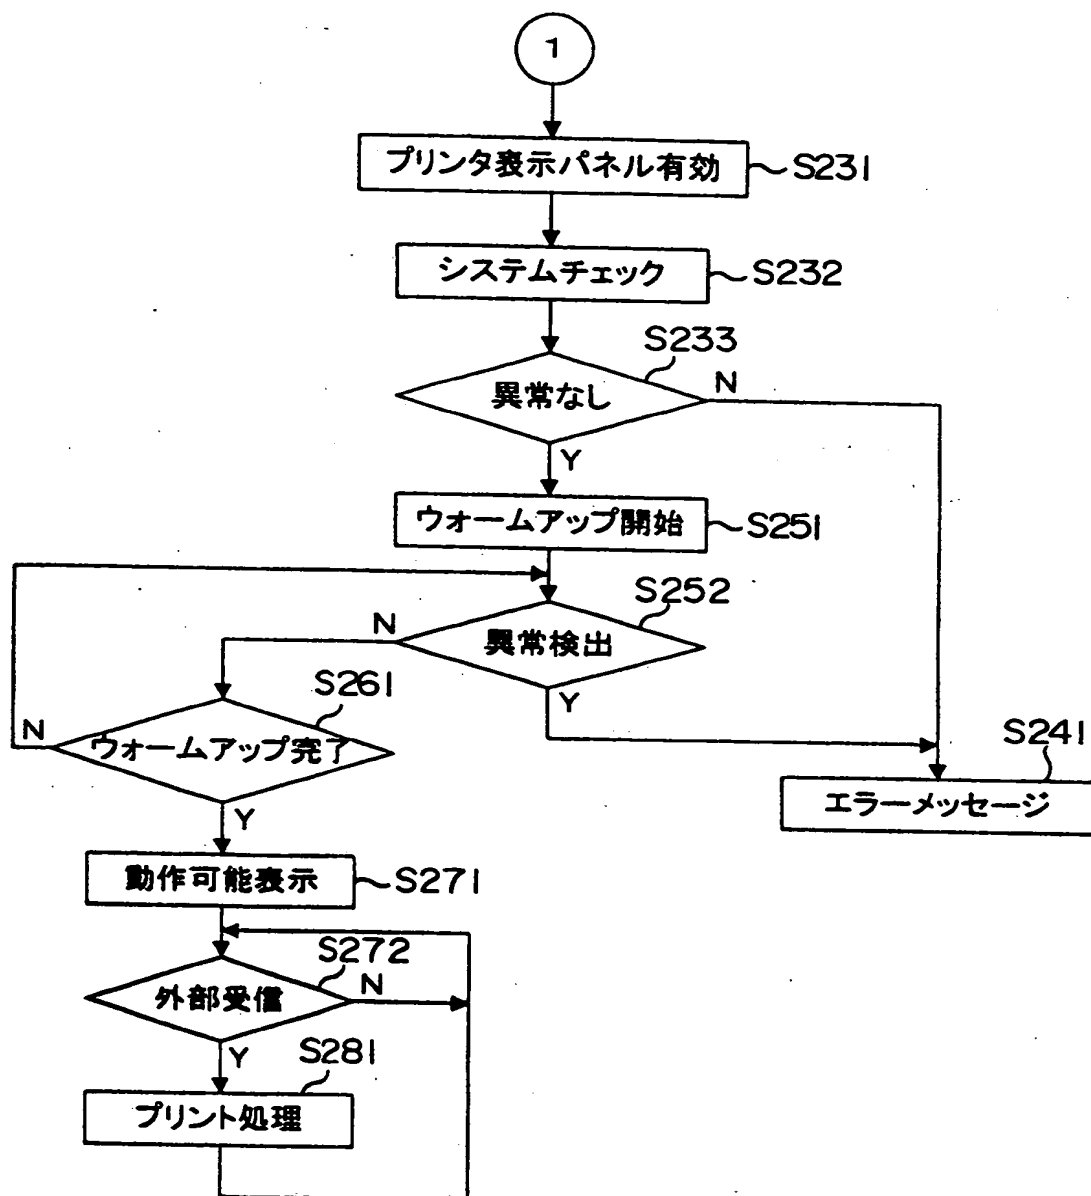 1
プリンタ表示パネル有効
S231
システムチェック
S232
S233
異常なし
N
Y
ウォームアップ開始
S251
S252
N
異常検出
Y
S261
N
ウォームアップ完了
Y
S241
エラーメッセージ
動作可能表示
S271
S272
外部受信
N
Y
S281
プリント処理